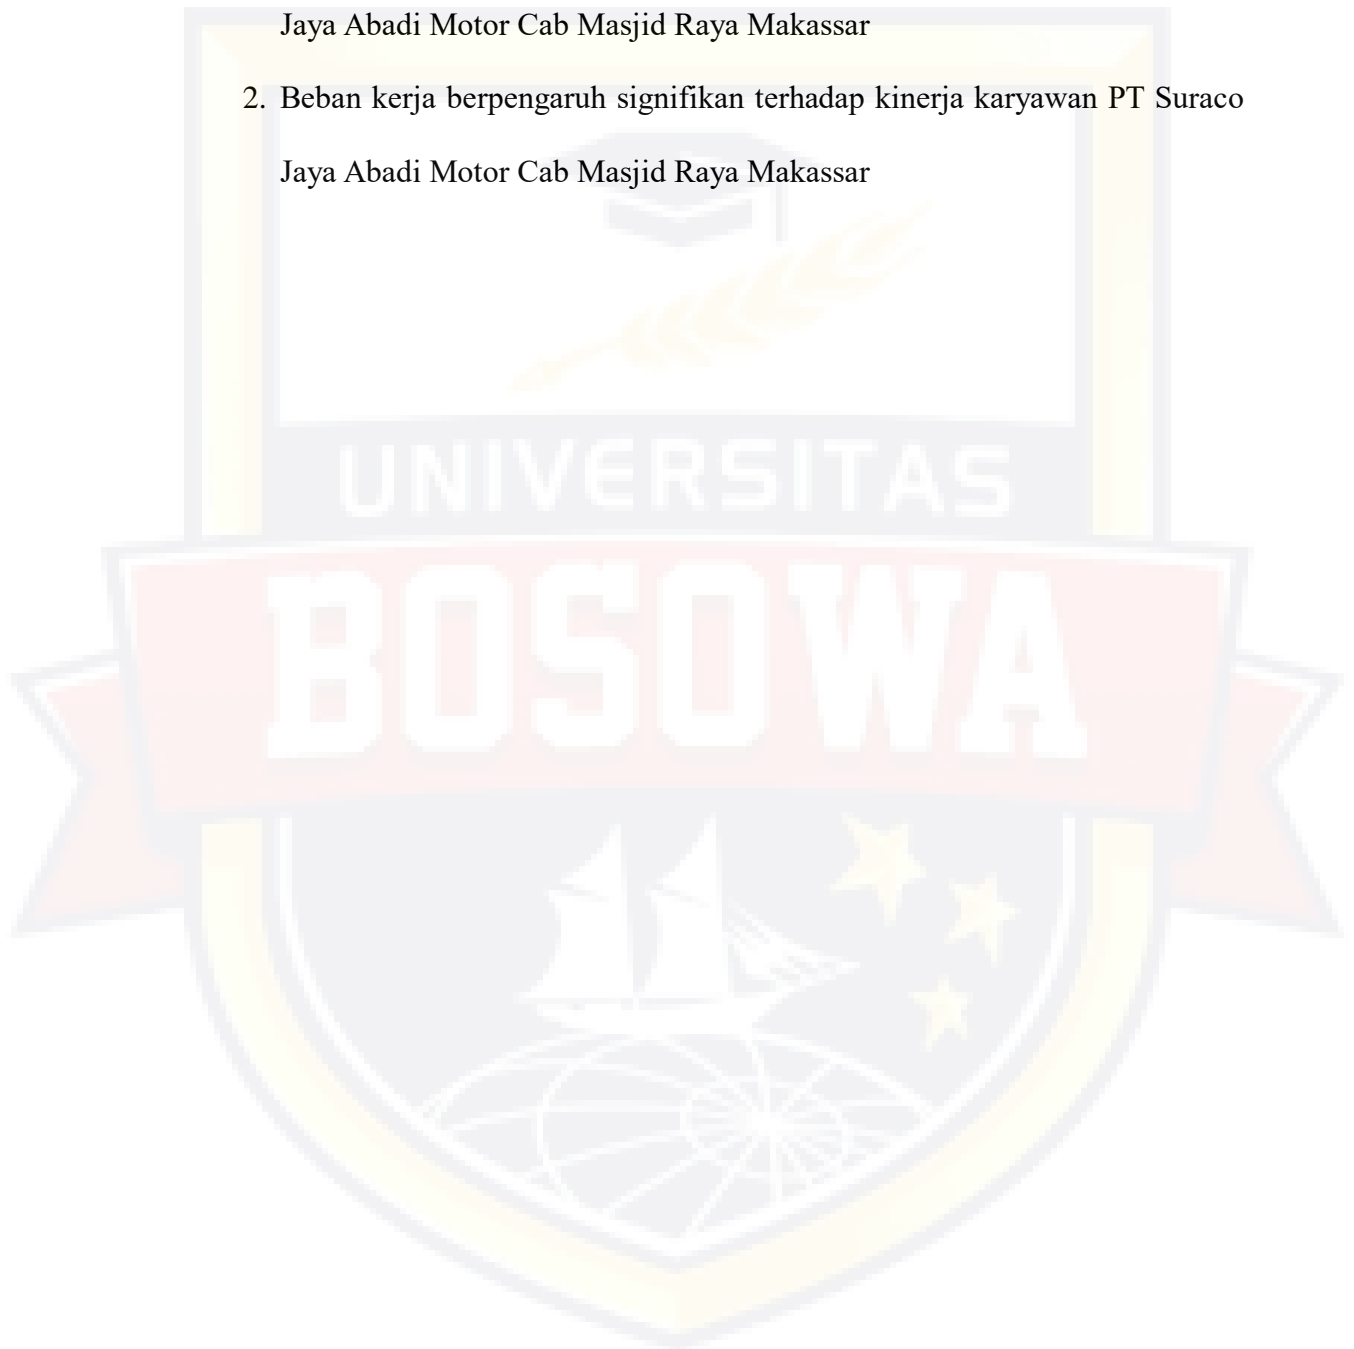 Jaya Abadi Motor Cab Masjid Raya Makassar
2. Beban kerja berpengaruh signifikan terhadap kinerja karyawan PT Suraco
Jaya Abadi Motor Cab Masjid Raya Makassar
UNIVERSITAS
BOSOWA